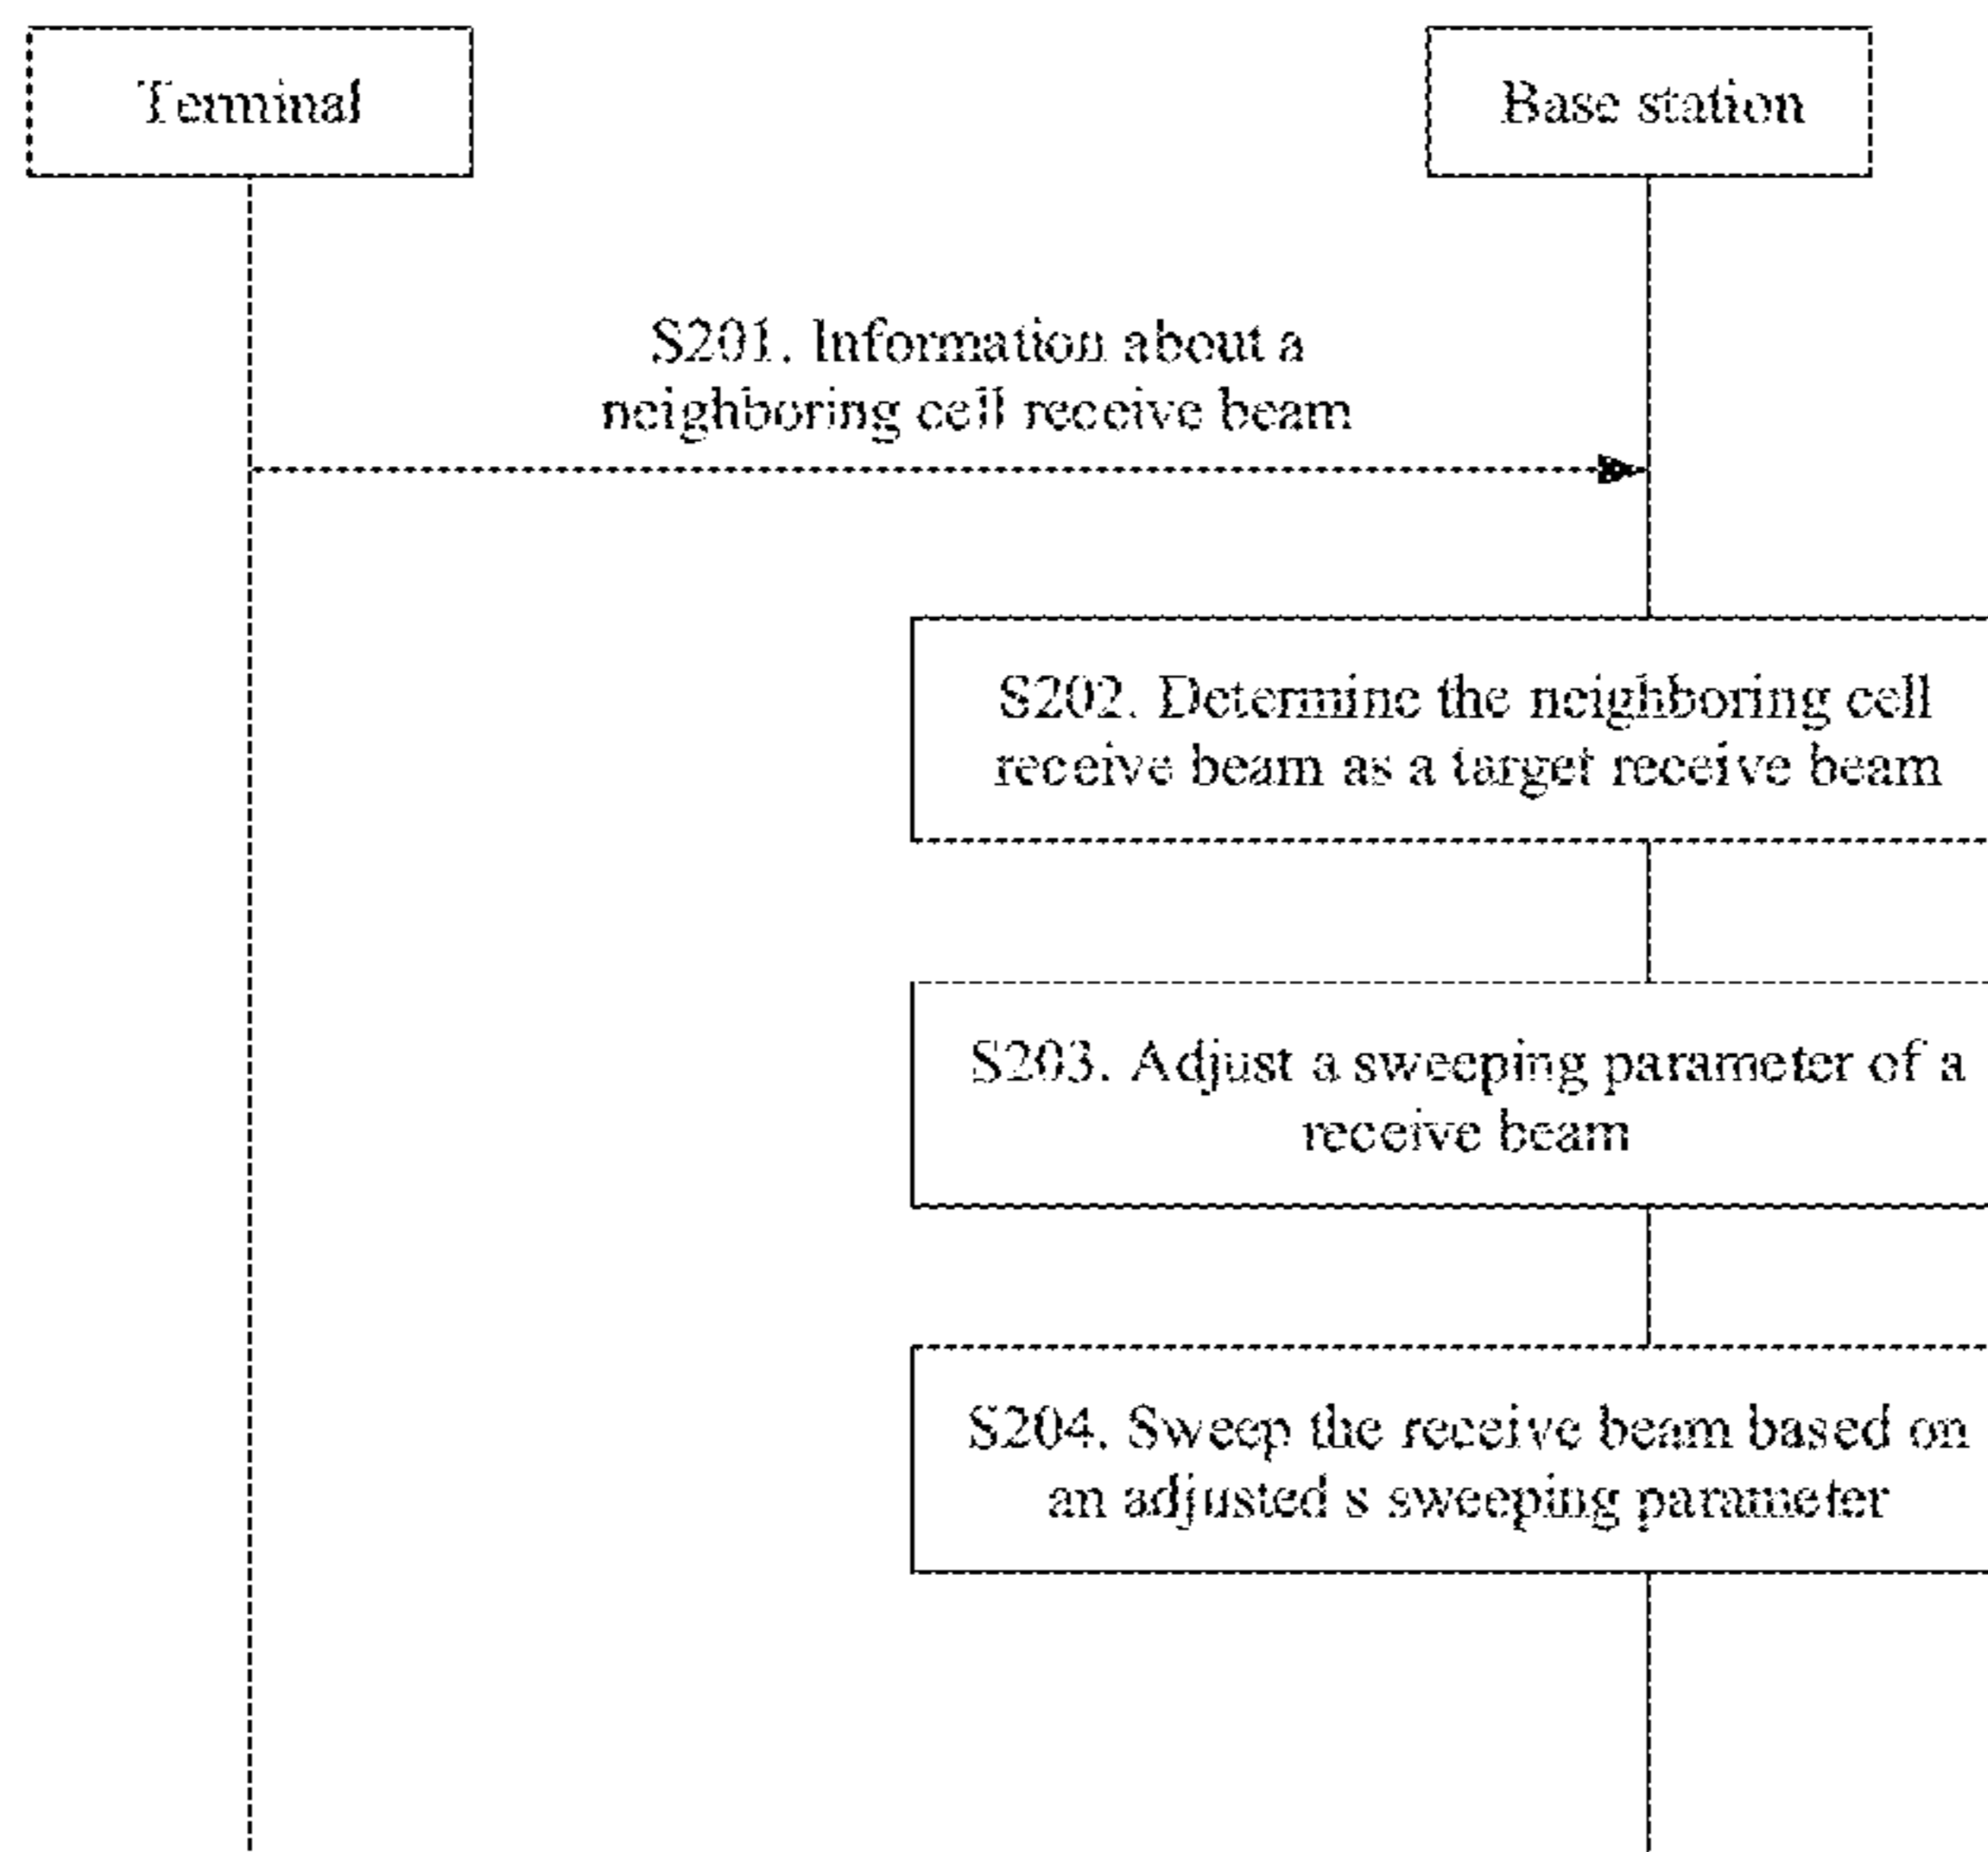 Terminal
Base station
S201. Information about a
neighboring cell receive beam
S202. Determine the neighboring cell
receive beam as a target receive beam
S203. Adjust a sweeping parameter of a
receive beam
S204. Sweep the receive beam based on
an adjusted s sweeping parameter